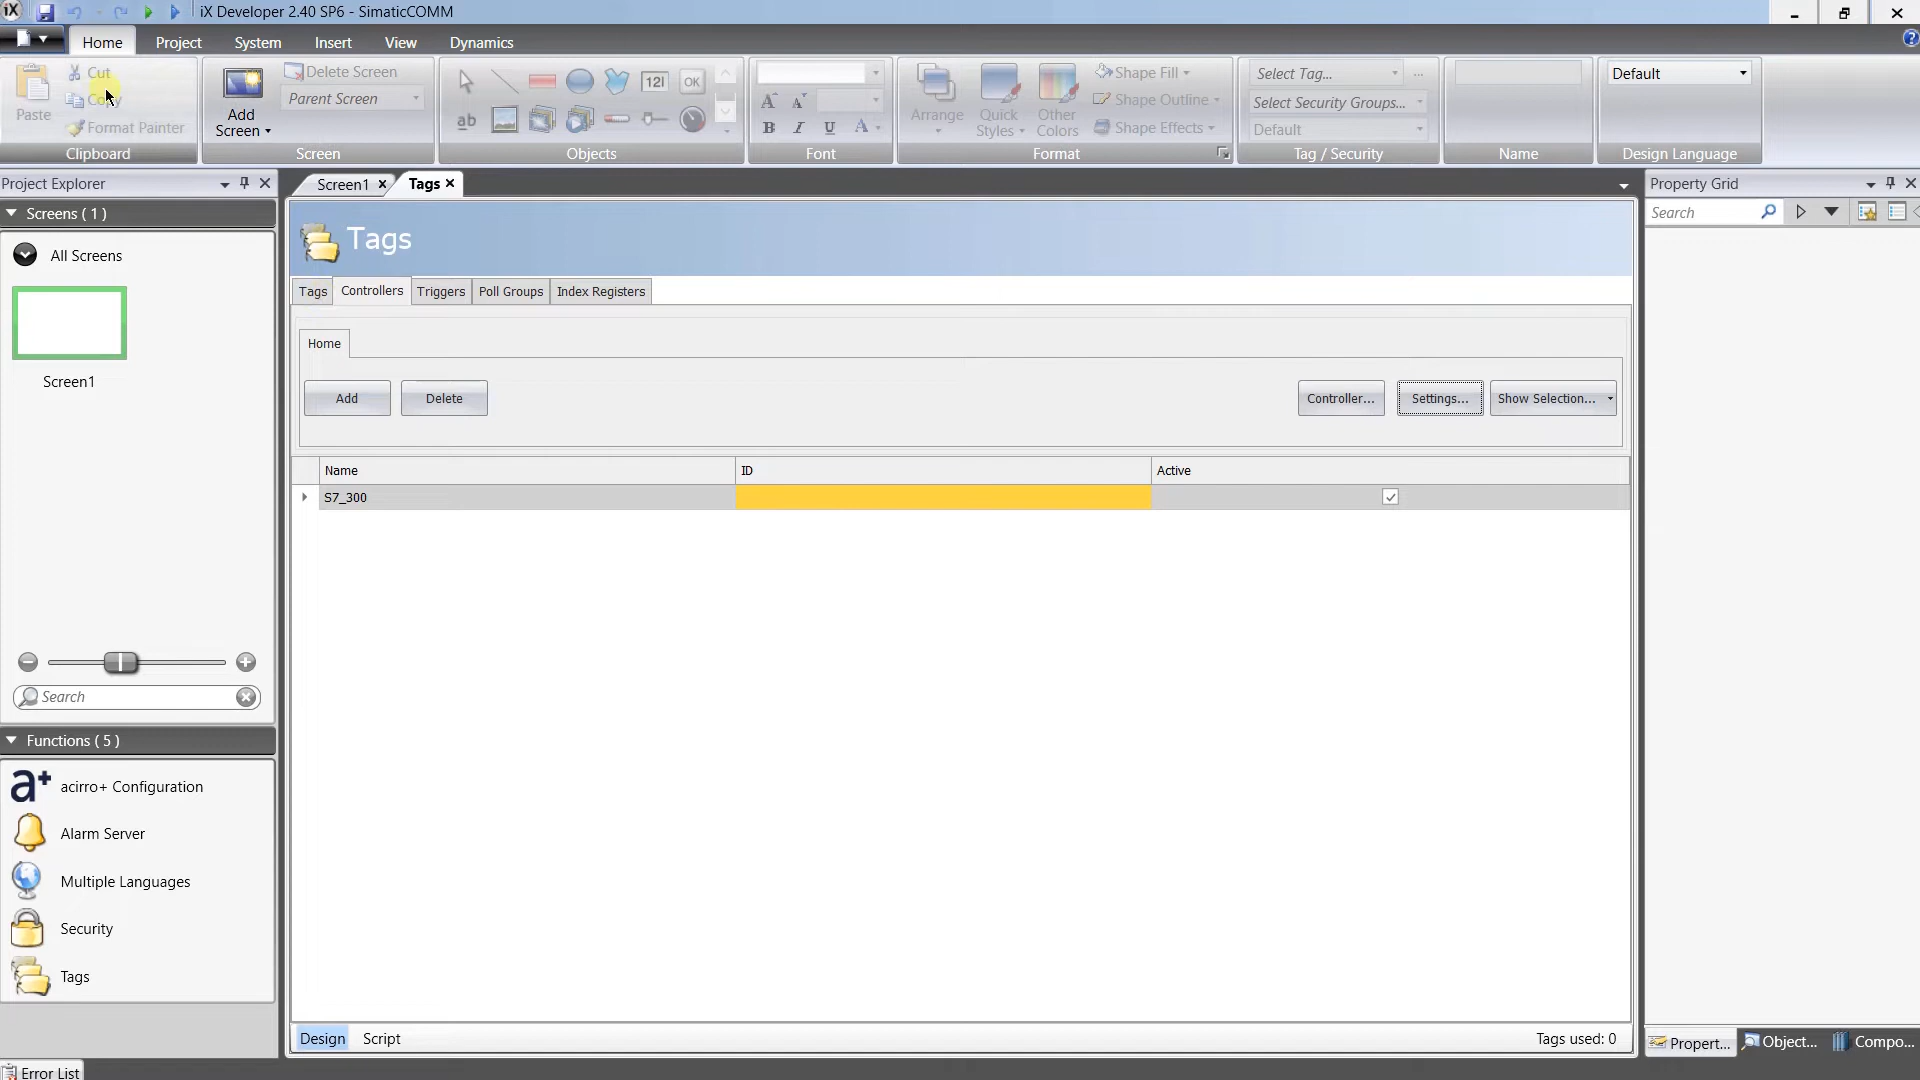 iX Developer 2.40 SP6 - SimaticCOMM
Home Project System Insert View Dynamics
Paste
Cut
Copy
Format Painter
Clipboard
Add Screen
Delete Screen
Parent Screen
Screen
ab
12I
OK
Objects
A A
B I U A
Font
Arrange
Quick Styles
Other Colors
Shape Fill
Shape Outline
Shape Effects
Format
Select Tag...
...
Select Security Groups...
Default
Tag / Security
Name
Default
Design Language
Project Explorer
Screens ( 1 )
All Screens
Screen1
Search
Functions ( 5 )
a+ acirro+ Configuration
Alarm Server
Multiple Languages
Security
Tags
Error List
Screen1 Tags
Tags
Tags Controllers Triggers Poll Groups Index Registers
Home
Add Delete Controller... Settings... Show Selection...
Name ID Active
S7_300
Design Script Tags used: 0
Property Grid
Search
Propert... Object... Compo...